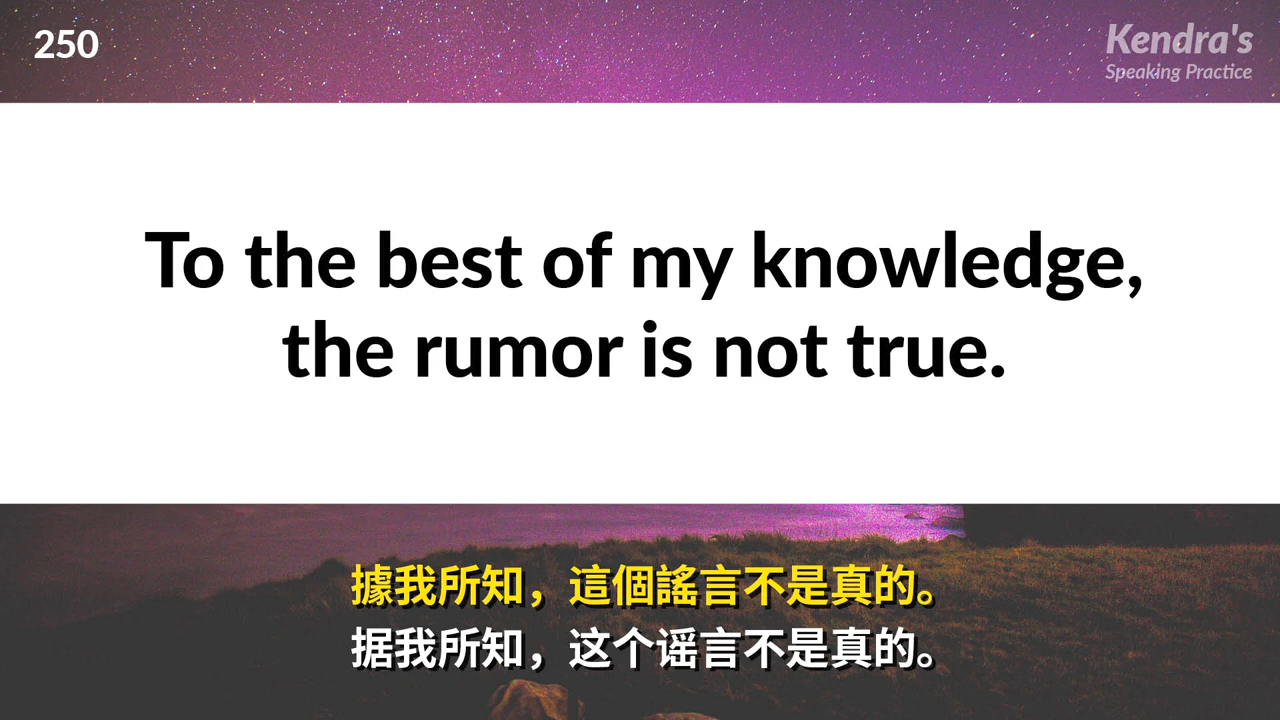 250
Kendra's
Speaking Practice
To the best of my knowledge,
the rumor is not true.
據我所知，這個謠言不是真的。
据我所知，这个谣言不是真的。